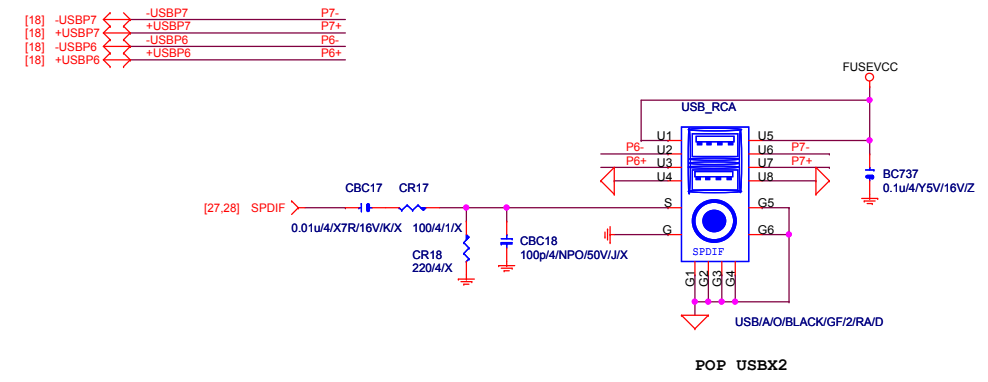 [18] -USBP7 -USBP7 P7-
[18] +USBP7 +USBP7 P7+
[18] -USBP6 -USBP6 P6-
[18] +USBP6 +USBP6 P6+
FUSEVCC
USB_RCA
U1 U5
P6- U2 U6 P7-
P6+ U3 U7 P7+
U4 U8
BC737
0.1u/4/Y5V/16V/Z
CBC17 CR17
[27,28] SPDIF S G5
0.01u/4/X7R/16V/K/X 100/4/1/X
G G6
CR18
220/4/X
CBC18
100p/4/NPO/50V/J/X
SPDIF
G1 G2 G3 G4
USB/A/O/BLACK/GF/2/RA/D
POP USBX2